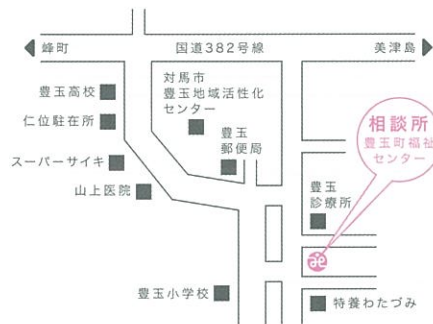 峰町
国道382号線
美津島
豊玉高校
仁位駐在所
スーパーサイキ
山上医院
対馬市
豊玉地域活性化
センター
豊玉
郵便局
相談所
豊玉町福祉
センター
豊玉
診療所
豊玉小学校
特養わたづみ